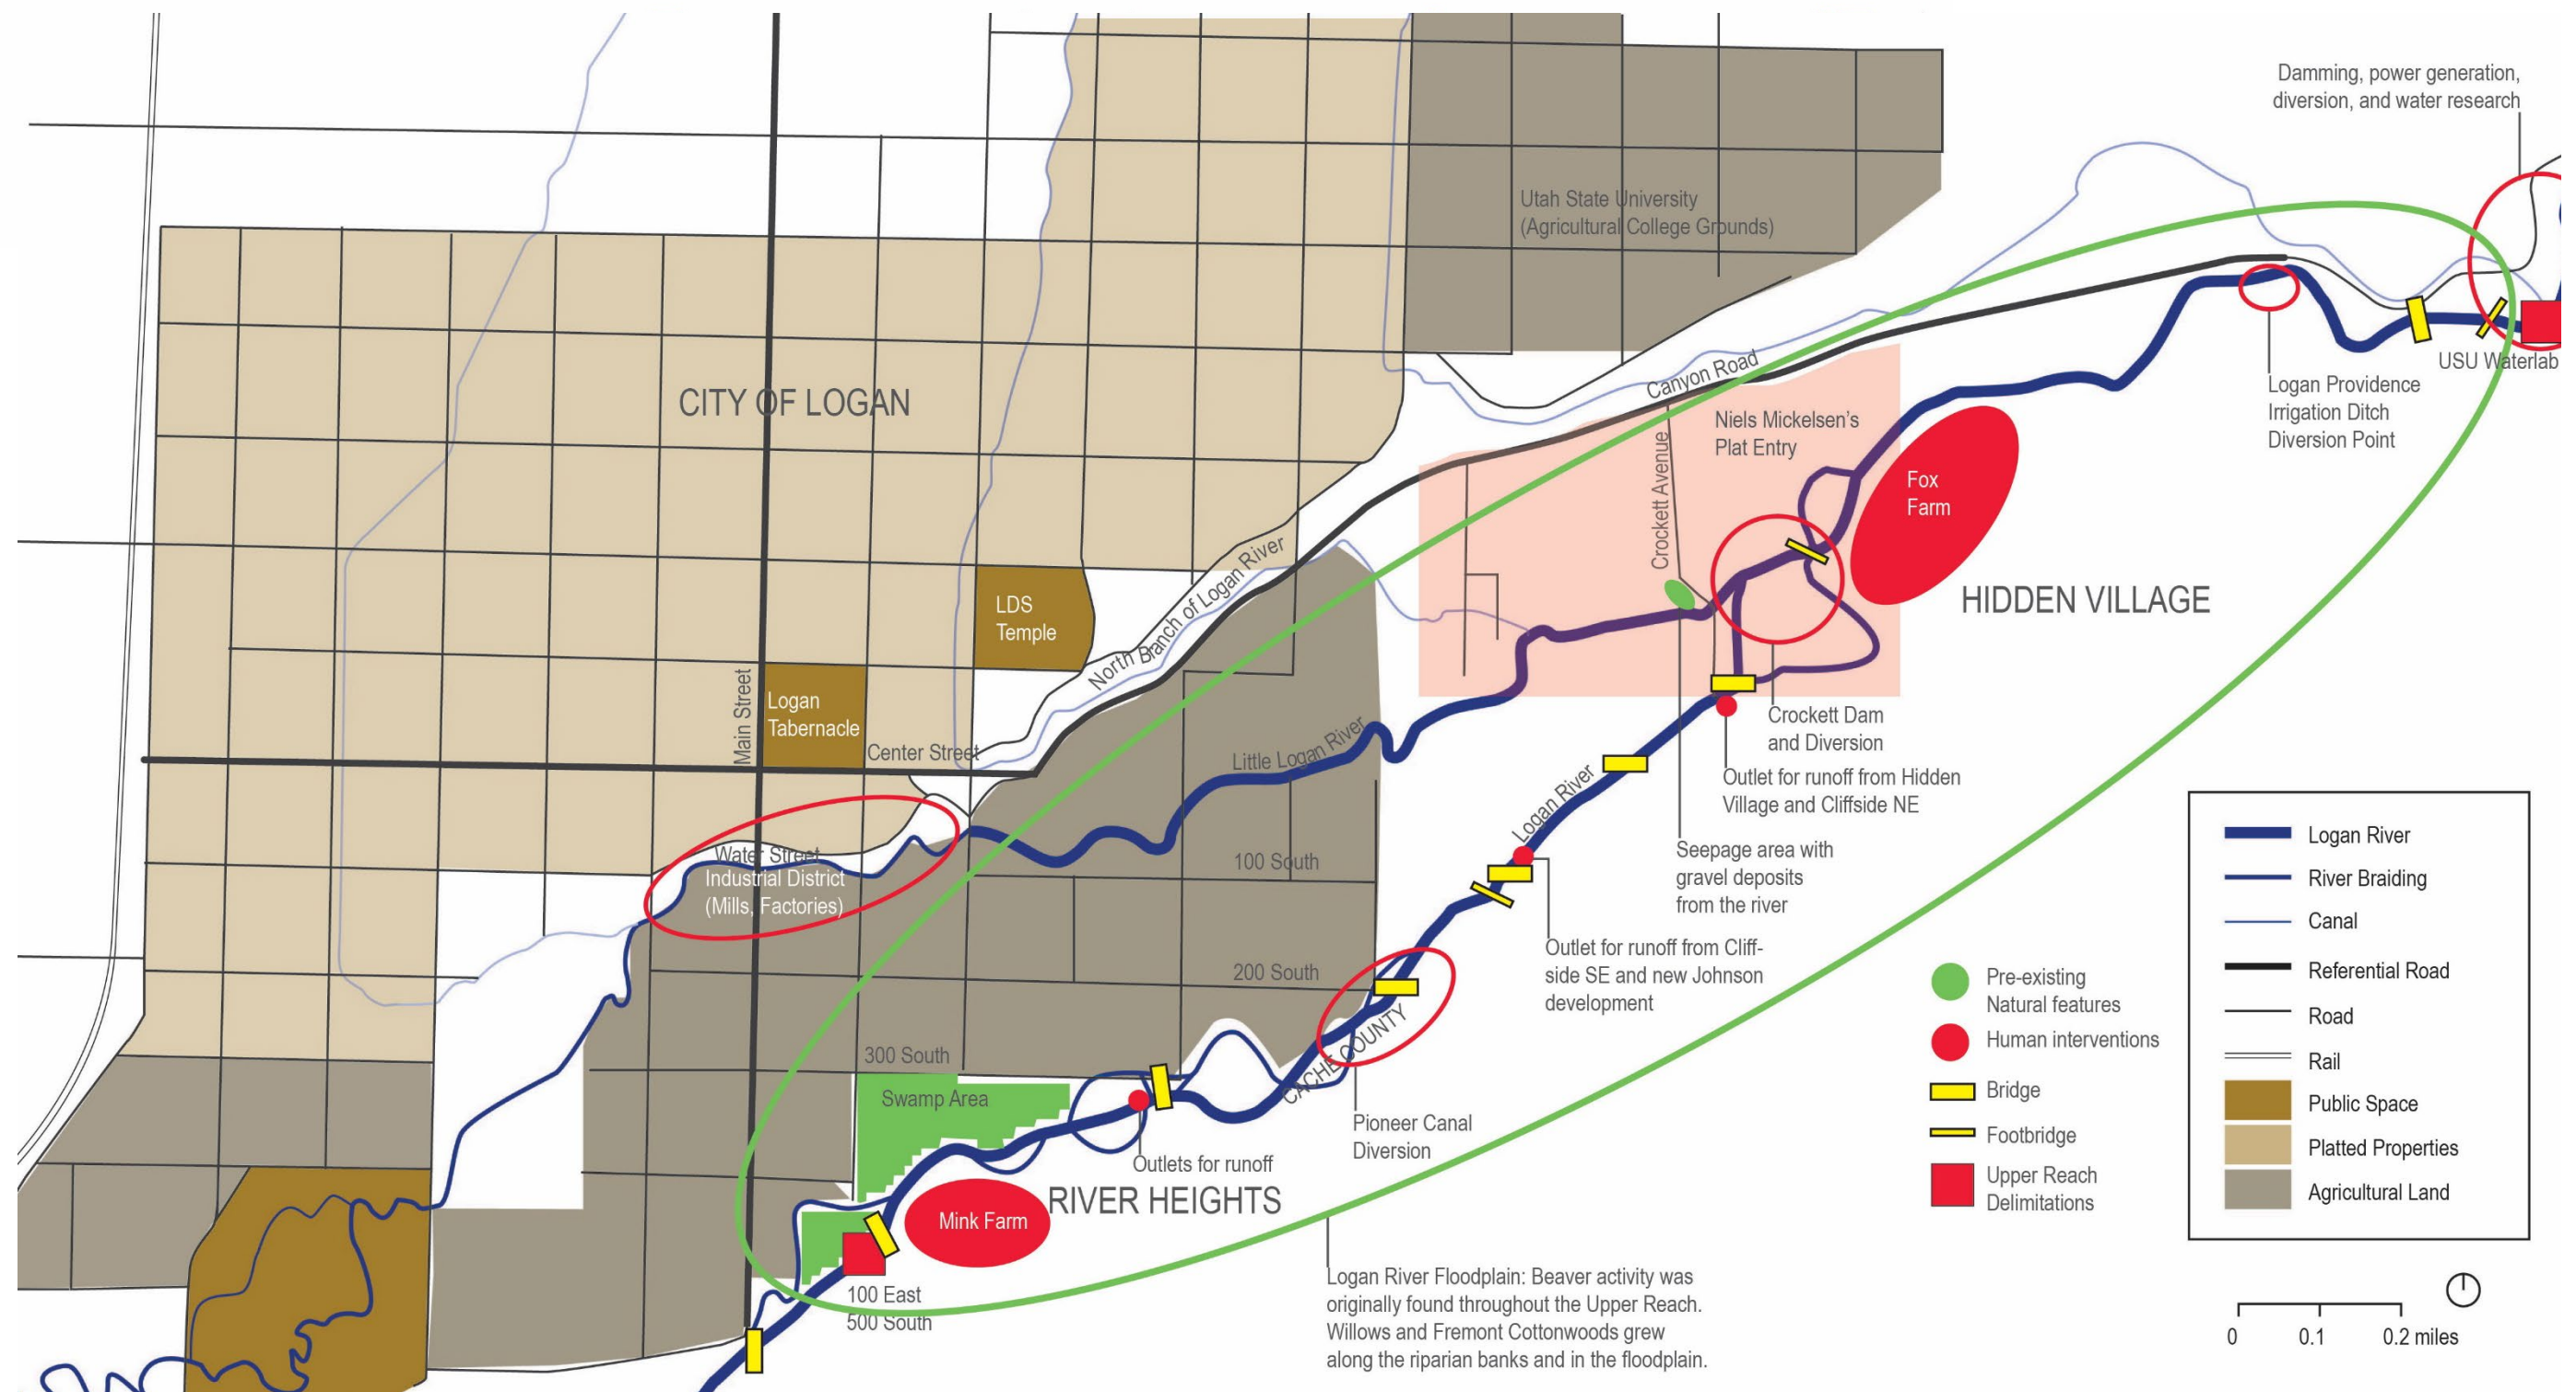 Damming, power generation,
diversion, and water research
Utah State University
(Agricultural College Grounds)
USU Waterlab
Canyon Road
Logan Providence
Irrigation Ditch
Diversion Point
CITY OF LOGAN
Niels Mickelsen's
Plat Entry
Crockett Avenue
Fox
Farm
North Branch of Logan River
HIDDEN VILLAGE
LDS
Temple
Main Street
Logan
Tabernacle
Center Street
Little Logan River
Crockett Dam
and Diversion
Outlet for runoff from Hidden
Village and Cliffside NE
Logan River
Water Street
Industrial District
(Mills, Factories)
100 South
Seepage area with
gravel deposits
from the river
Outlet for runoff from Cliff-
side SE and new Johnson
development
200 South
CACHE COUNTY
300 South
Swamp Area
Pioneer Canal
Diversion
Outlets for runoff
RIVER HEIGHTS
Mink Farm
100 East
500 South
Logan River Floodplain: Beaver activity was
originally found throughout the Upper Reach.
Willows and Fremont Cottonwoods grew
along the riparian banks and in the floodplain.
Pre-existing
Natural features
Human interventions
Bridge
Footbridge
Upper Reach
Delimitations
Logan River
River Braiding
Canal
Referential Road
Road
Rail
Public Space
Platted Properties
Agricultural Land
0 0.1 0.2 miles